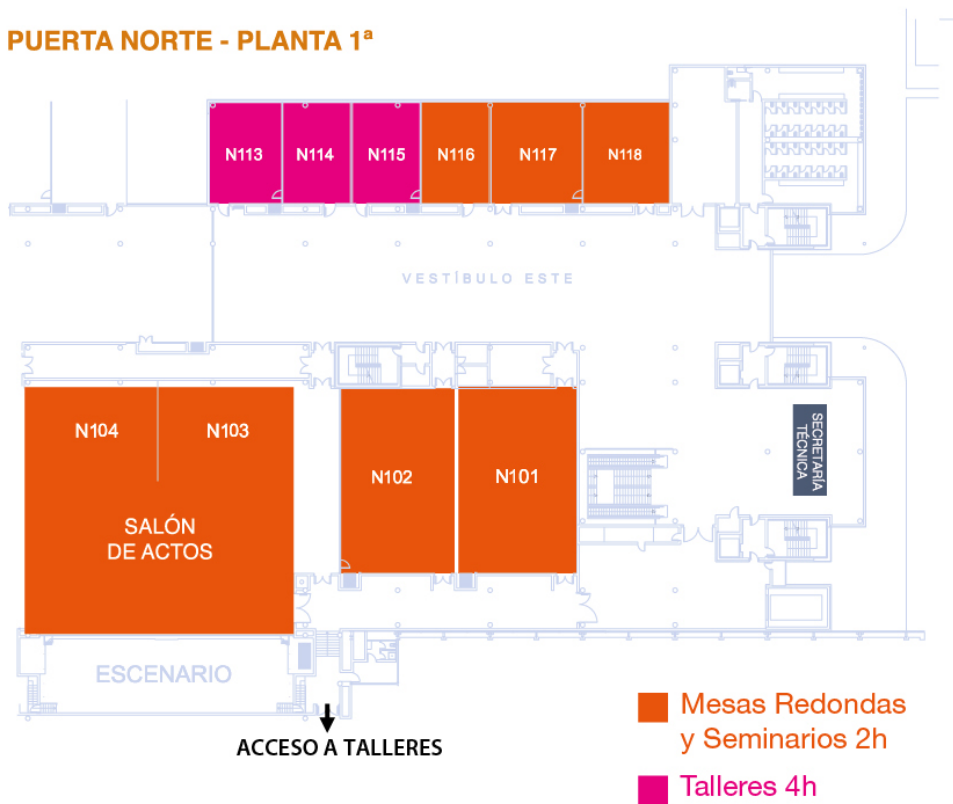 PUERTA NORTE - PLANTA 1ª
N113
N114
N115
N116
N117
N118
VESTÍBULO ESTE
N104
N103
N102
N101
SECRETARÍA
TÉCNICA
SALÓN
DE ACTOS
ESCENARIO
ACCESO A TALLERES
Mesas Redondas
y Seminarios 2h
Talleres 4h